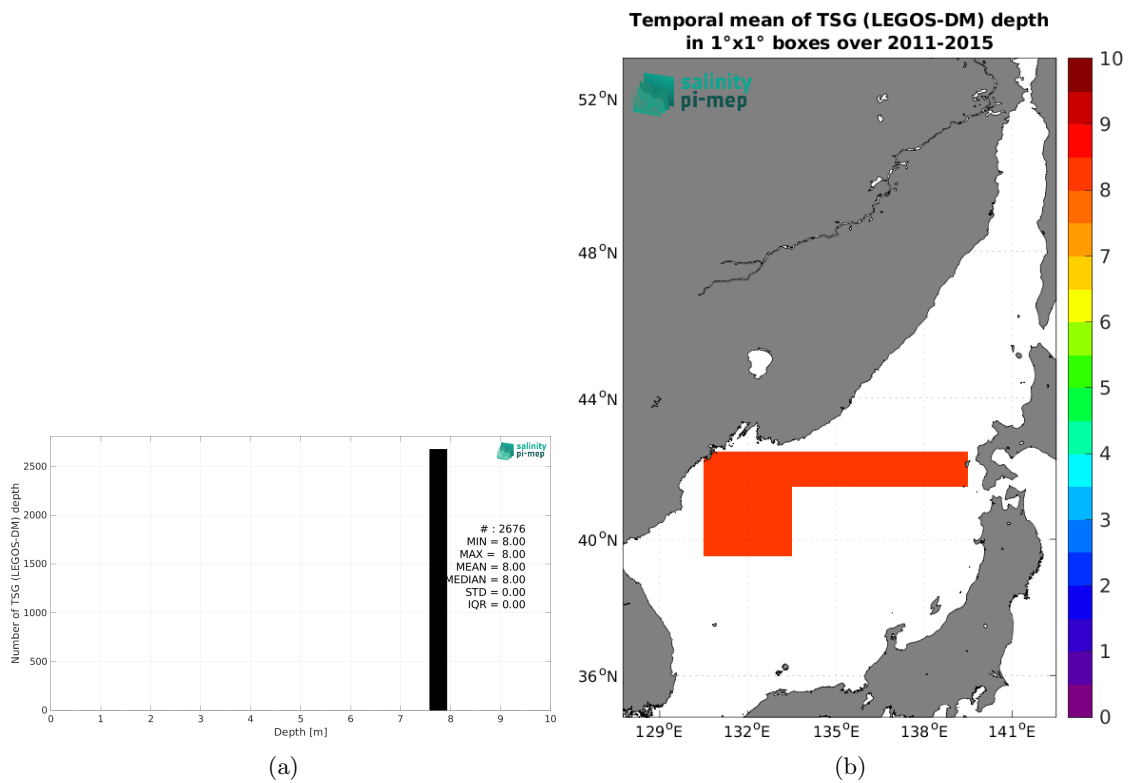 Temporal mean of TSG (LEGOS-DM) depth
in 1°x1° boxes over 2011-2015
salinity
pi-mep
52°N
48°N
44°N
40°N
36°N
129°E
132°E
135°E
138°E
141°E
10
9
8
7
6
5
4
3
2
1
0
salinity
pi-mep
Number of TSG (LEGOS-DM) depth
2500
2000
1500
1000
500
0
# : 2676
MIN = 8.00
MAX = 8.00
MEAN = 8.00
MEDIAN = 8.00
STD = 0.00
IQR = 0.00
0 1 2 3 4 5 6 7 8 9 10
Depth [m]
(a)
(b)